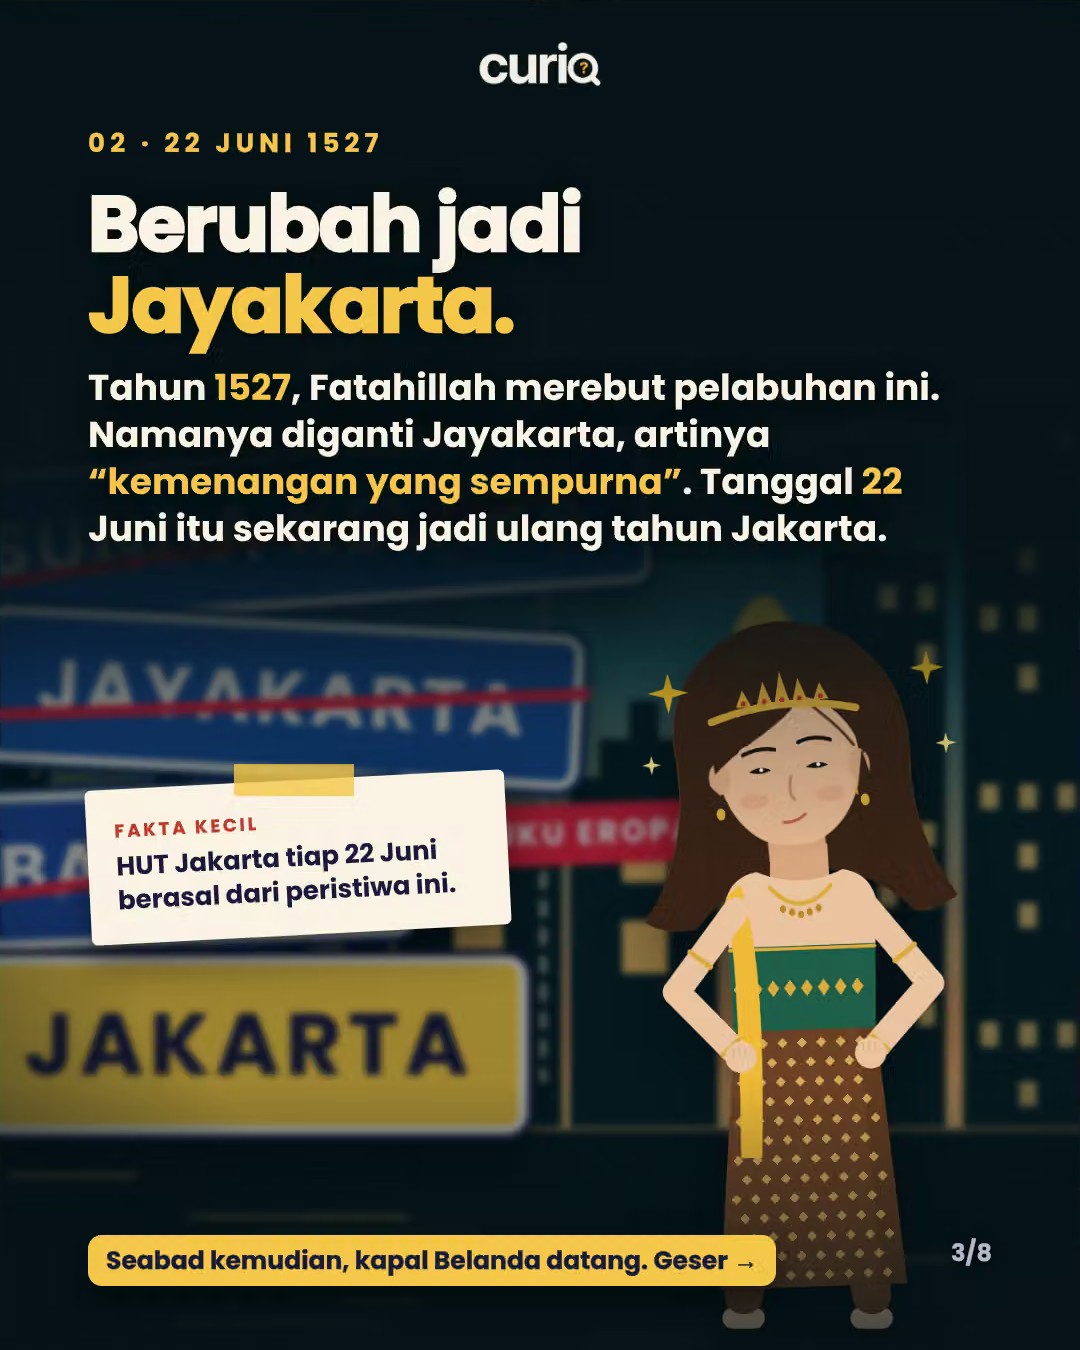 curio
02 · 22 JUNI 1527
Berubah jadi
Jayakarta.
Tahun 1527, Fatahillah merebut pelabuhan ini.
Namanya diganti Jayakarta, artinya
“kemenangan yang sempurna”. Tanggal 22
Juni itu sekarang jadi ulang tahun Jakarta.
JAYAKARTA
FAKTA KECIL
HUT Jakarta tiap 22 Juni
berasal dari peristiwa ini.
JAKARTA
Seabad kemudian, kapal Belanda datang. Geser →
3/8